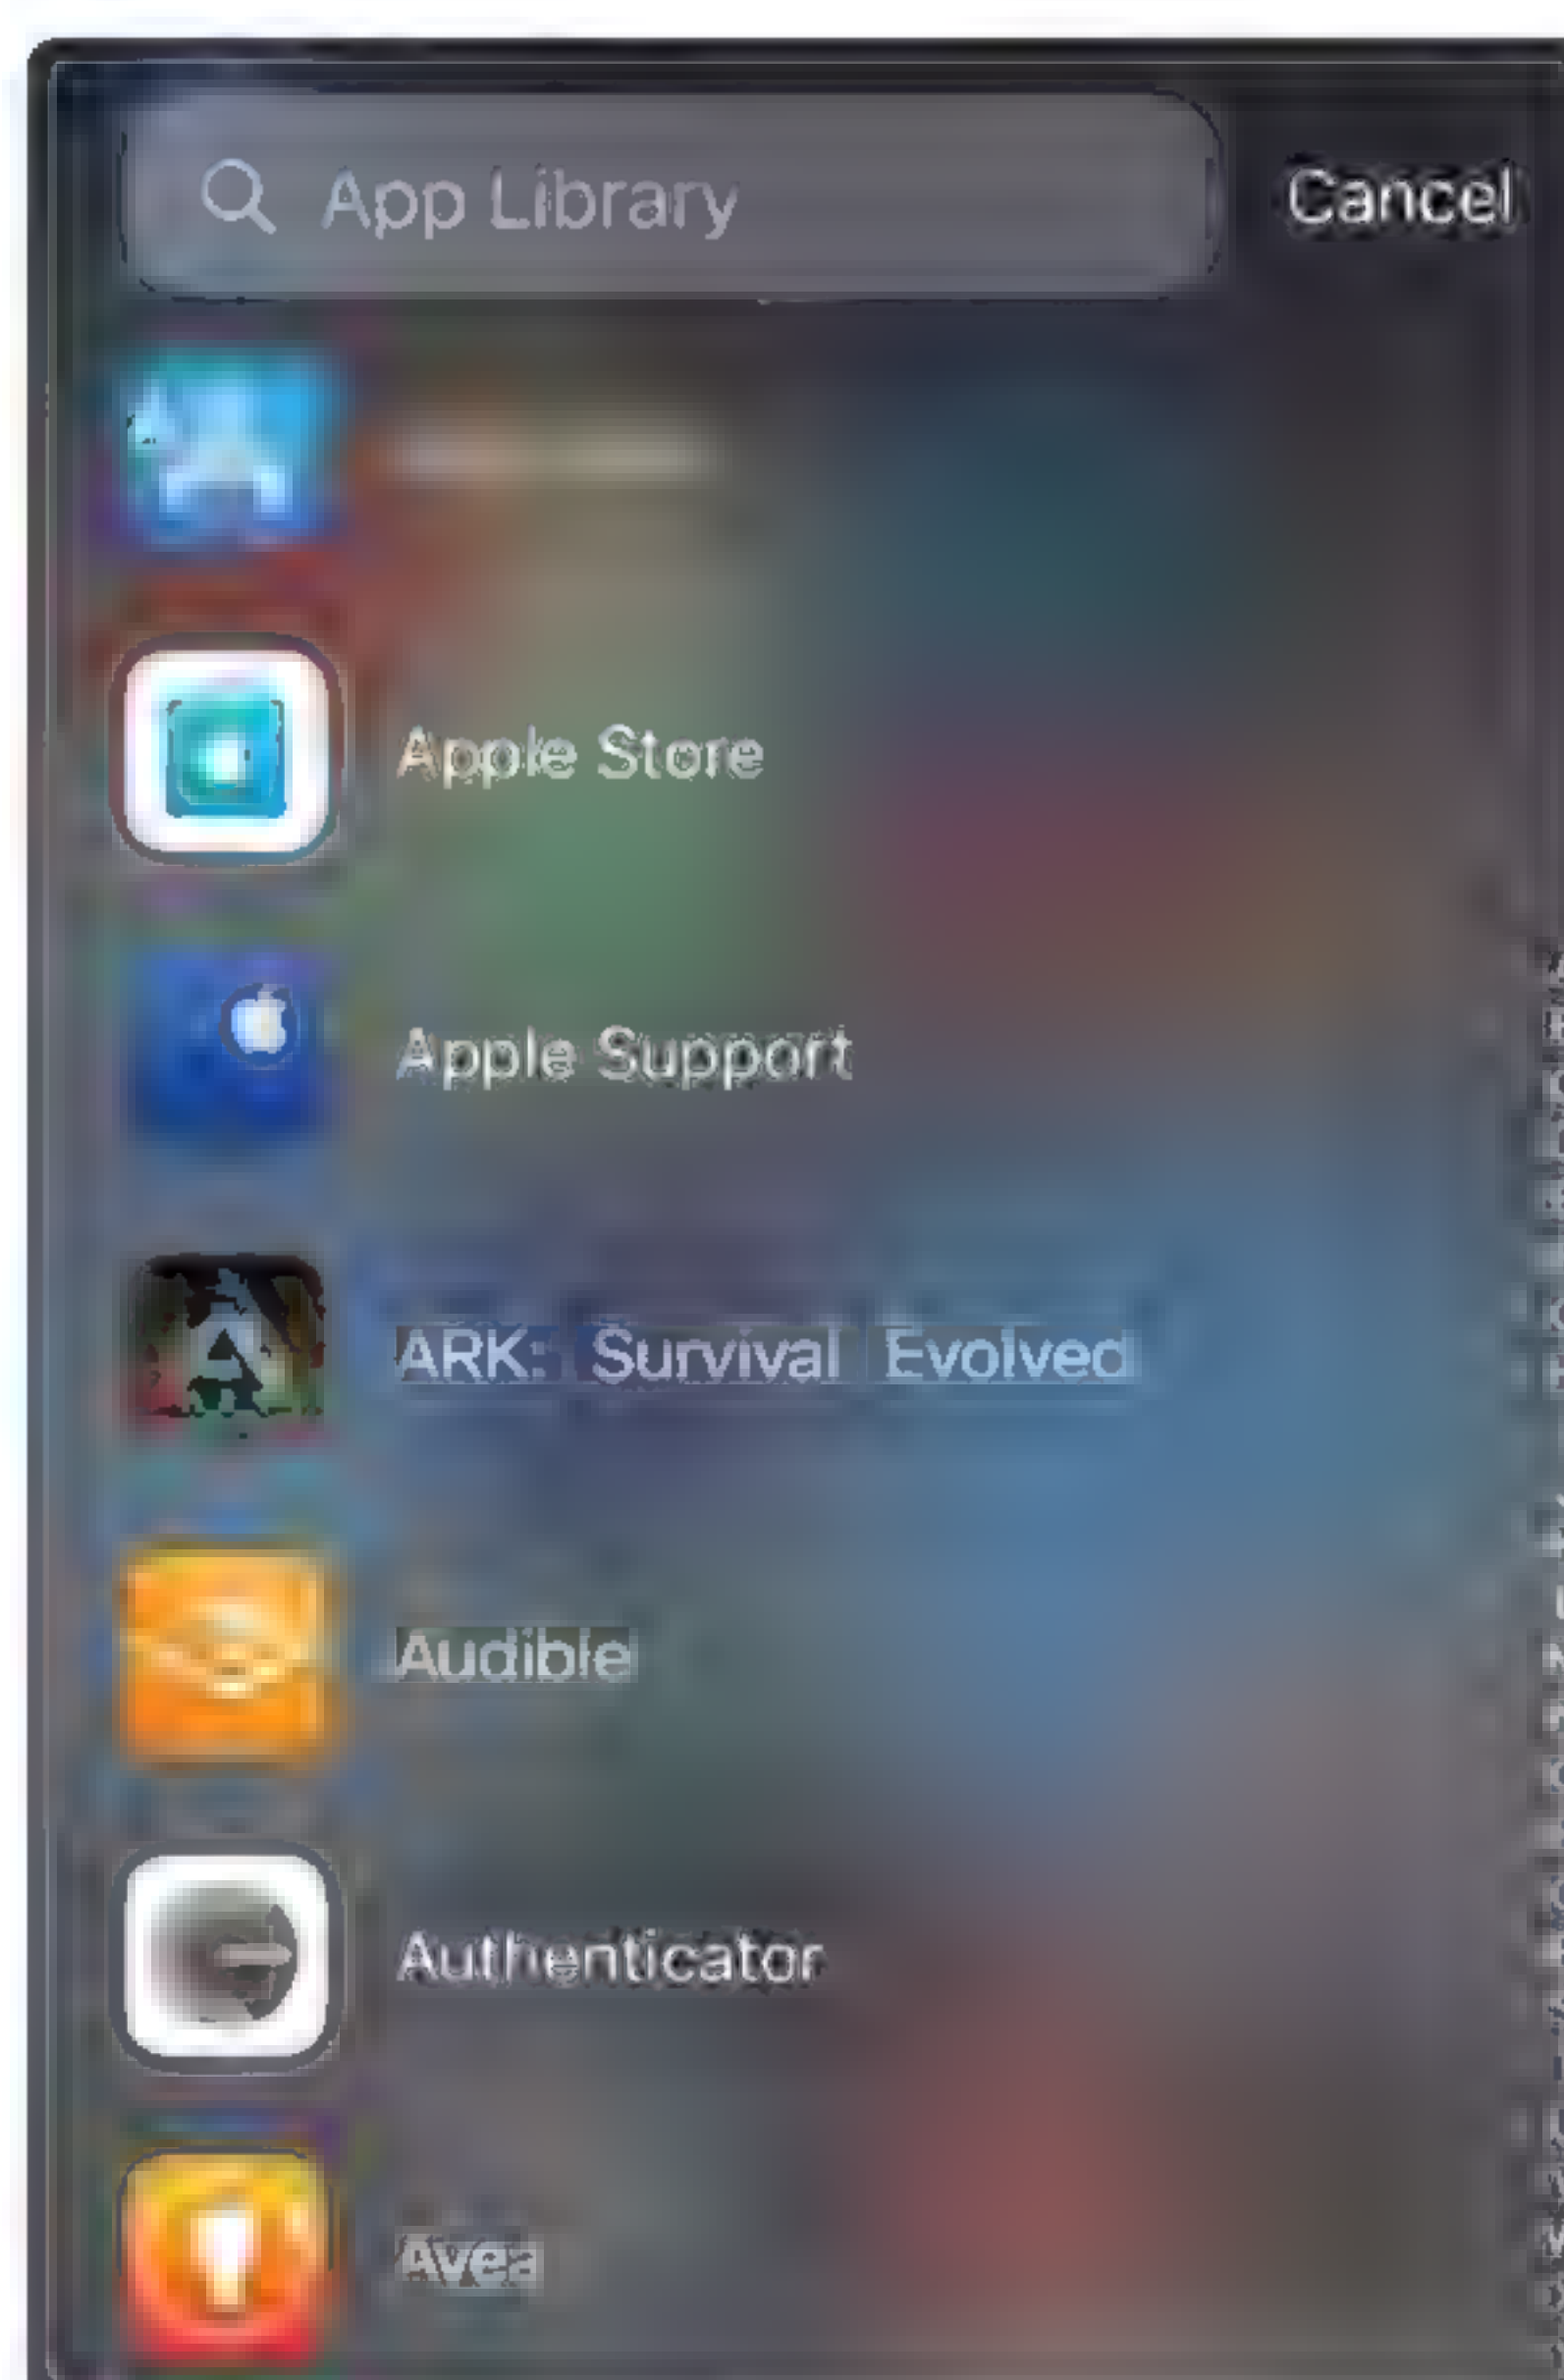 App Library
Cancel
Apple Store
Apple Support
ARK: Survival Evolved
Audible
Authenticator
Avea